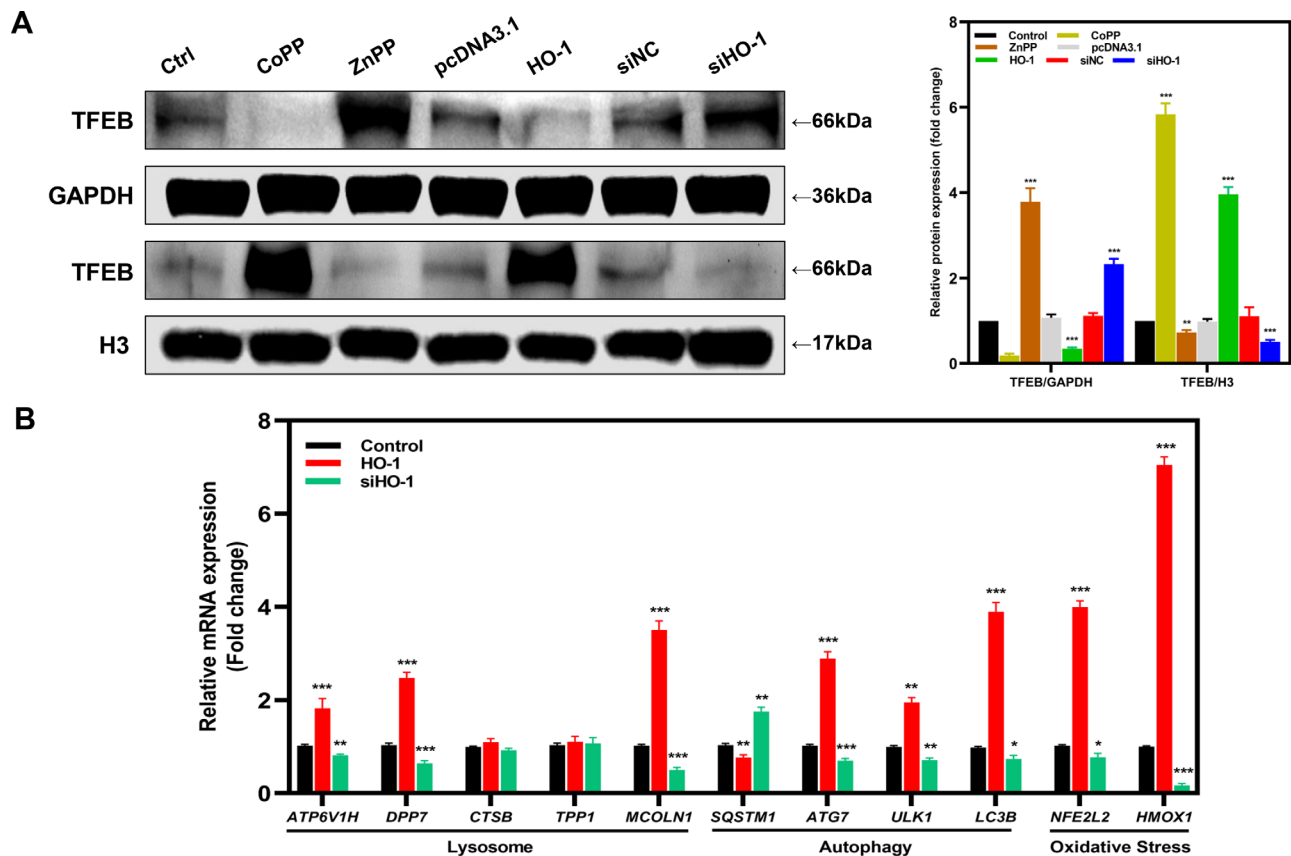 A
Ctrl CoPP ZnPP pcDNA3.1 HO-1 siNC siHO-1
TFEB ←66kDa
GAPDH ←36kDa
TFEB ←66kDa
H3 ←17kDa
Relative protein expression (fold change)
8
6
4
2
0
Control CoPP
ZnPP pcDNA3.1
HO-1 siNC siHO-1
*** *** *** *** ** *** *** ***
TFEB/GAPDH TFEB/H3
B
Relative mRNA expression
(Fold change)
8
6
4
2
0
Control
HO-1
siHO-1
*** ** *** *** *** *** ** ** *** *** ** ** *** * *** * *** ***
ATP6V1H DPP7 CTSB TPP1 MCOLN1 SQSTM1 ATG7 ULK1 LC3B NFE2L2 HMOX1
Lysosome Autophagy Oxidative Stress